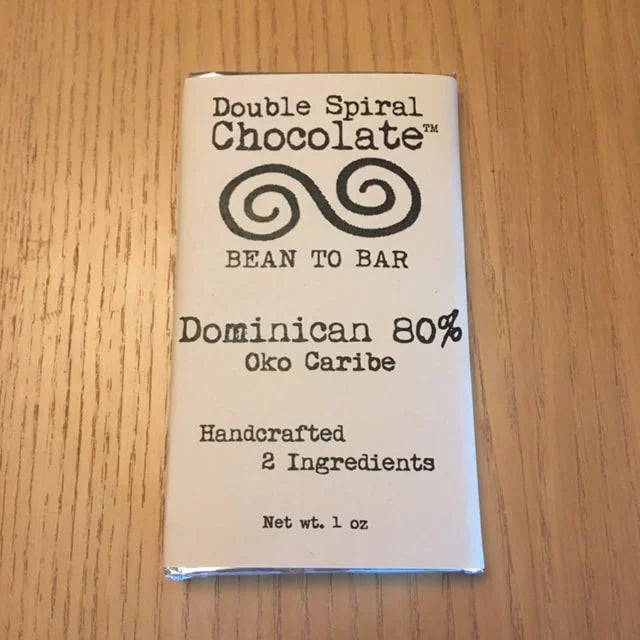 Double Spiral
Chocolate™
BEAN TO BAR
Dominican 80%
Oko Caribe
Handcrafted
2 Ingredients
Net wt. 1 oz